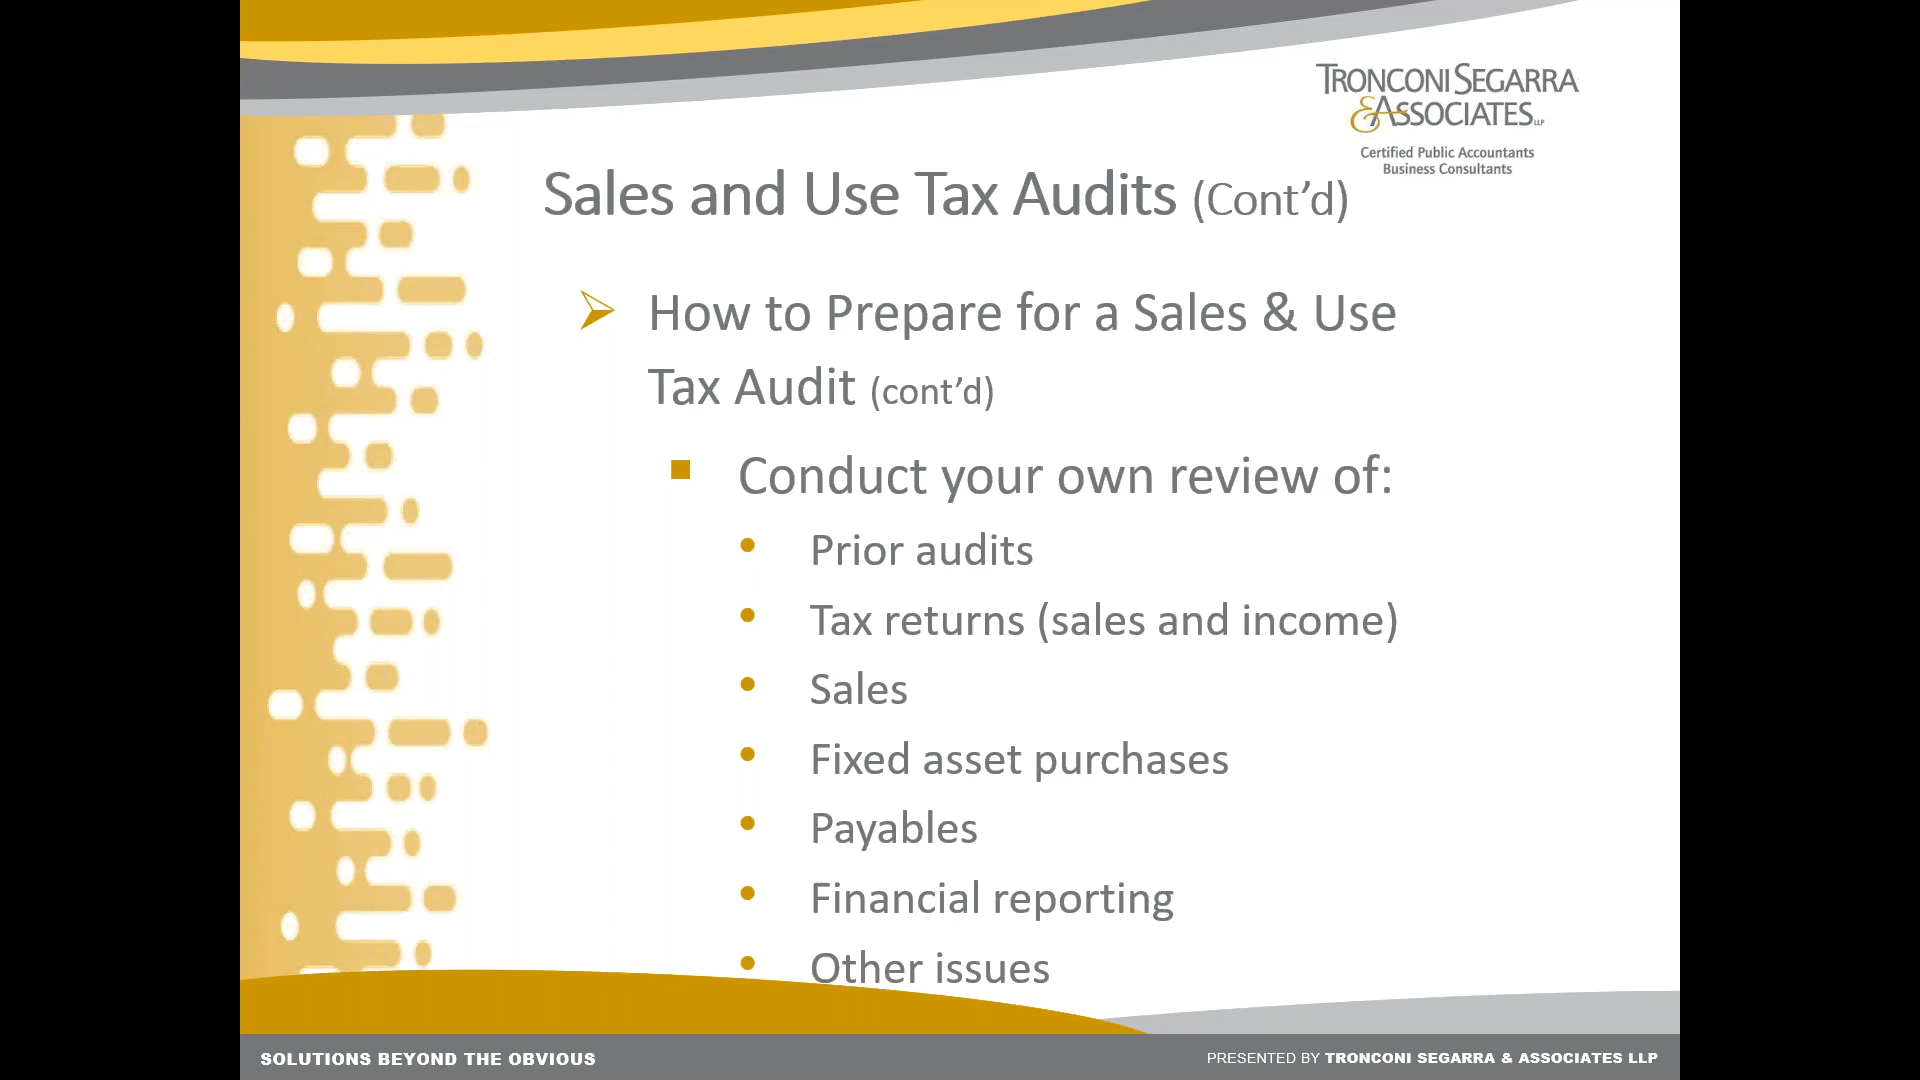 TRONCONI SEGARRA
& ASSOCIATES LLP
Certified Public Accountants
Business Consultants
Sales and Use Tax Audits (Cont’d)
How to Prepare for a Sales & Use
Tax Audit (cont’d)
Conduct your own review of:
Prior audits
Tax returns (sales and income)
Sales
Fixed asset purchases
Payables
Financial reporting
Other issues
SOLUTIONS BEYOND THE OBVIOUS
PRESENTED BY TRONCONI SEGARRA & ASSOCIATES LLP